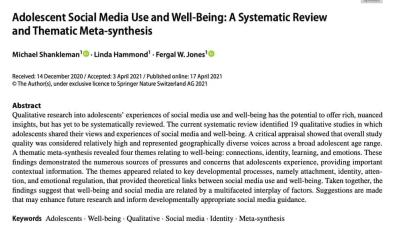 Adolescent Social Media Use and Well-Being: A Systematic Review
and Thematic Meta-synthesis
Michael Shankleman¹ · Linda Hammond¹ · Fergal W. Jones¹
Received: 14 December 2020 / Accepted: 3 April 2021 / Published online: 17 April 2021
© The Author(s), under exclusive licence to Springer Nature Switzerland AG 2021
Abstract
Qualitative research into adolescents' experiences of social media use and well-being has the potential to offer rich, nuanced
insights, but has yet to be systematically reviewed. The current systematic review identified 19 qualitative studies in which
adolescents shared their views and experiences of social media and well-being. A critical appraisal showed that overall study
quality was considered relatively high and represented geographically diverse voices across a broad adolescent age range.
A thematic meta-synthesis revealed four themes relating to well-being: connections, identity, learning, and emotions. These
findings demonstrated the numerous sources of pressures and concerns that adolescents experience, providing important
contextual information. The themes appeared related to key developmental processes, namely attachment, identity, atten-
tion, and emotional regulation, that provided theoretical links between social media use and well-being. Taken together, the
findings suggest that well-being and social media are related by a multifaceted interplay of factors. Suggestions are made
that may enhance future research and inform developmentally appropriate social media guidance.
Keywords Adolescents · Well-being · Qualitative · Social media · Identity · Meta-synthesis